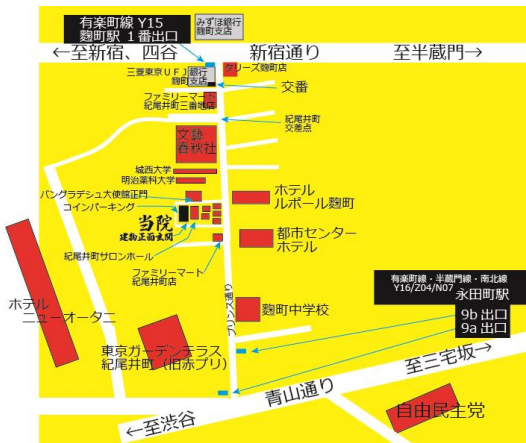 有楽町線 Y15
麴町駅 1番出口
みずほ銀行
麴町支店
←至新宿、四谷
新宿通り
至半蔵門→
三菱東京UFJ銀行
麴町支店
タリーズ麴町店
交番
ファミリーマート
紀尾井町三番地店
紀尾井町
交差点
文藝
春秋社
城西大学
明治薬科大学
バングラデシュ大使館正門
コインパーキング
ホテル
ルポール麴町
当院
建物正面玄関
都市センター
ホテル
紀尾井町サロンホール
ファミリーマート
紀尾井町店
有楽町線・半蔵門線・南北線
Y16/Z04/N07
永田町駅
9b 出口
9a 出口
ホテル
ニューオータニ
プリンス通り
麴町中学校
東京ガーデンテラス
紀尾井町(旧赤プリ)
至三宅坂→
青山通り
←至渋谷
自由民主党